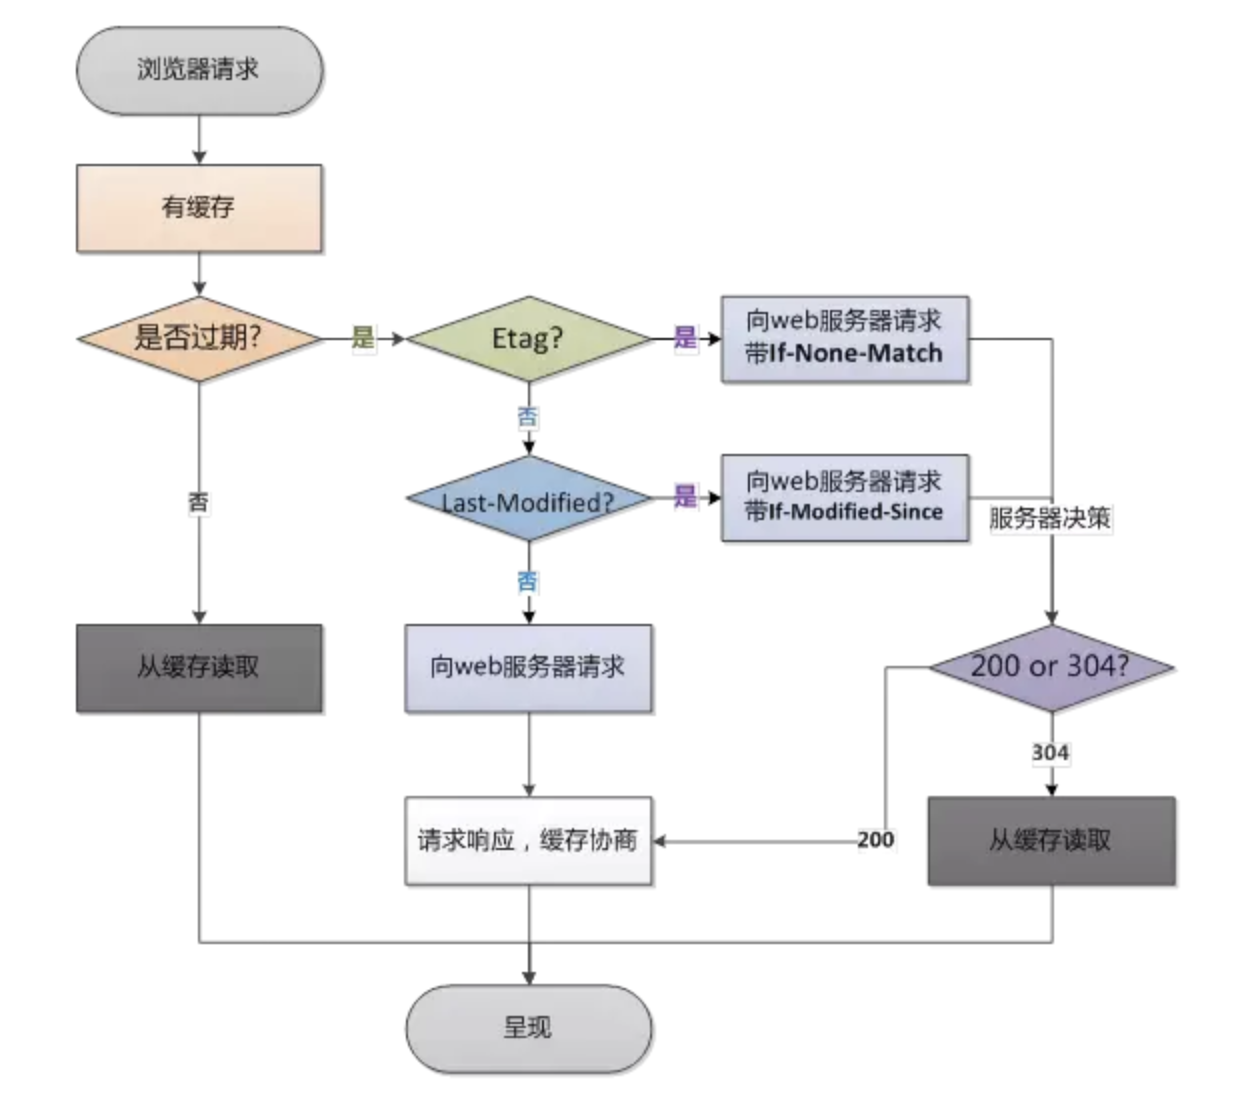 浏览器请求
有缓存
是否过期?
是
Etag?
是
向web服务器请求
带If-None-Match
否
否
Last-Modified?
是
向web服务器请求
带If-Modified-Since
服务器决策
否
从缓存读取
向web服务器请求
200 or 304?
304
200
请求响应，缓存协商
从缓存读取
呈现